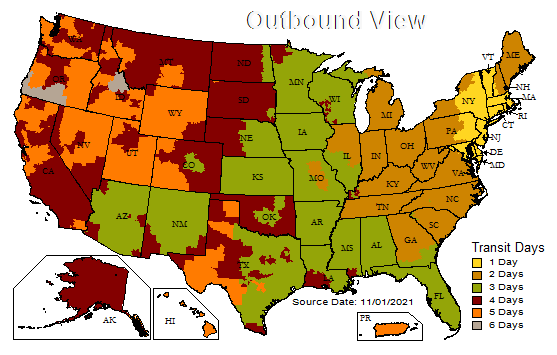 Outbound View
VT
ME
NH
MA
RI
CT
NJ
DE
MD
NY
PA
MI
OH
IN
IL
WI
MN
IA
MO
KY
WV
VA
NC
TN
SC
GA
AL
MS
AR
LA
FL
ND
SD
NE
KS
OK
TX
MT
WY
CO
NM
AZ
UT
NV
CA
OR
AK
HI
PR
Source Date: 11/01/2021
Transit Days
1 Day
2 Days
3 Days
4 Days
5 Days
6 Days